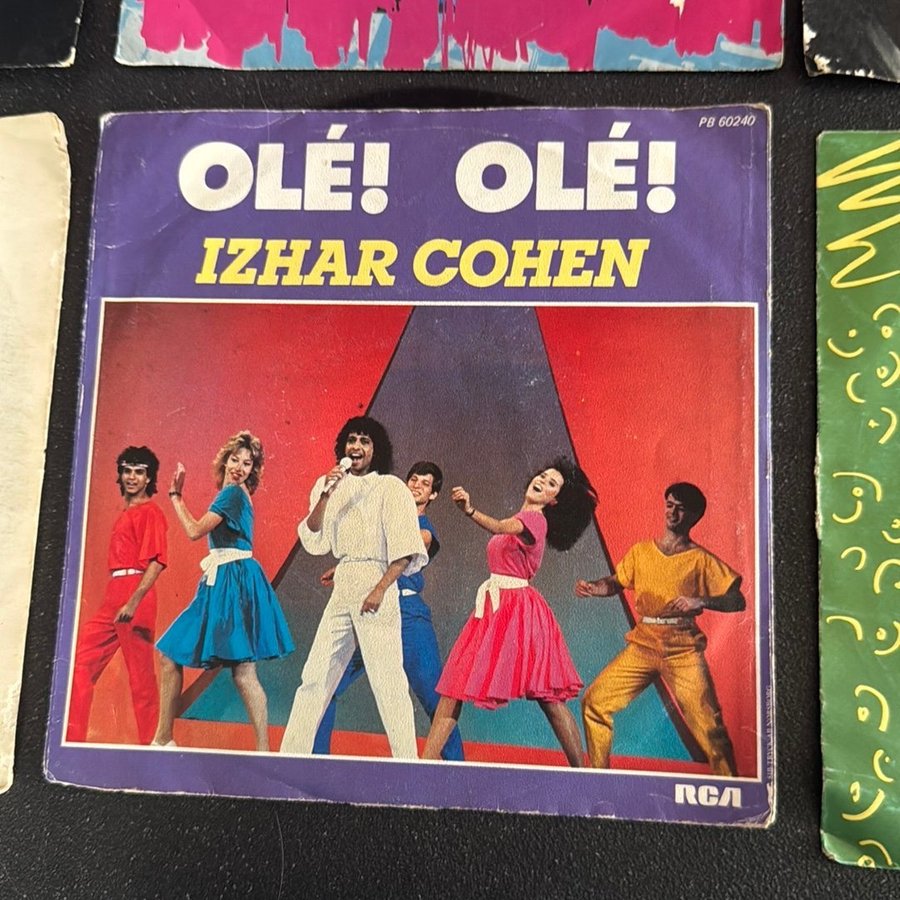 PB 60240
OLÉ! OLÉ!
IZHAR COHEN
RCA